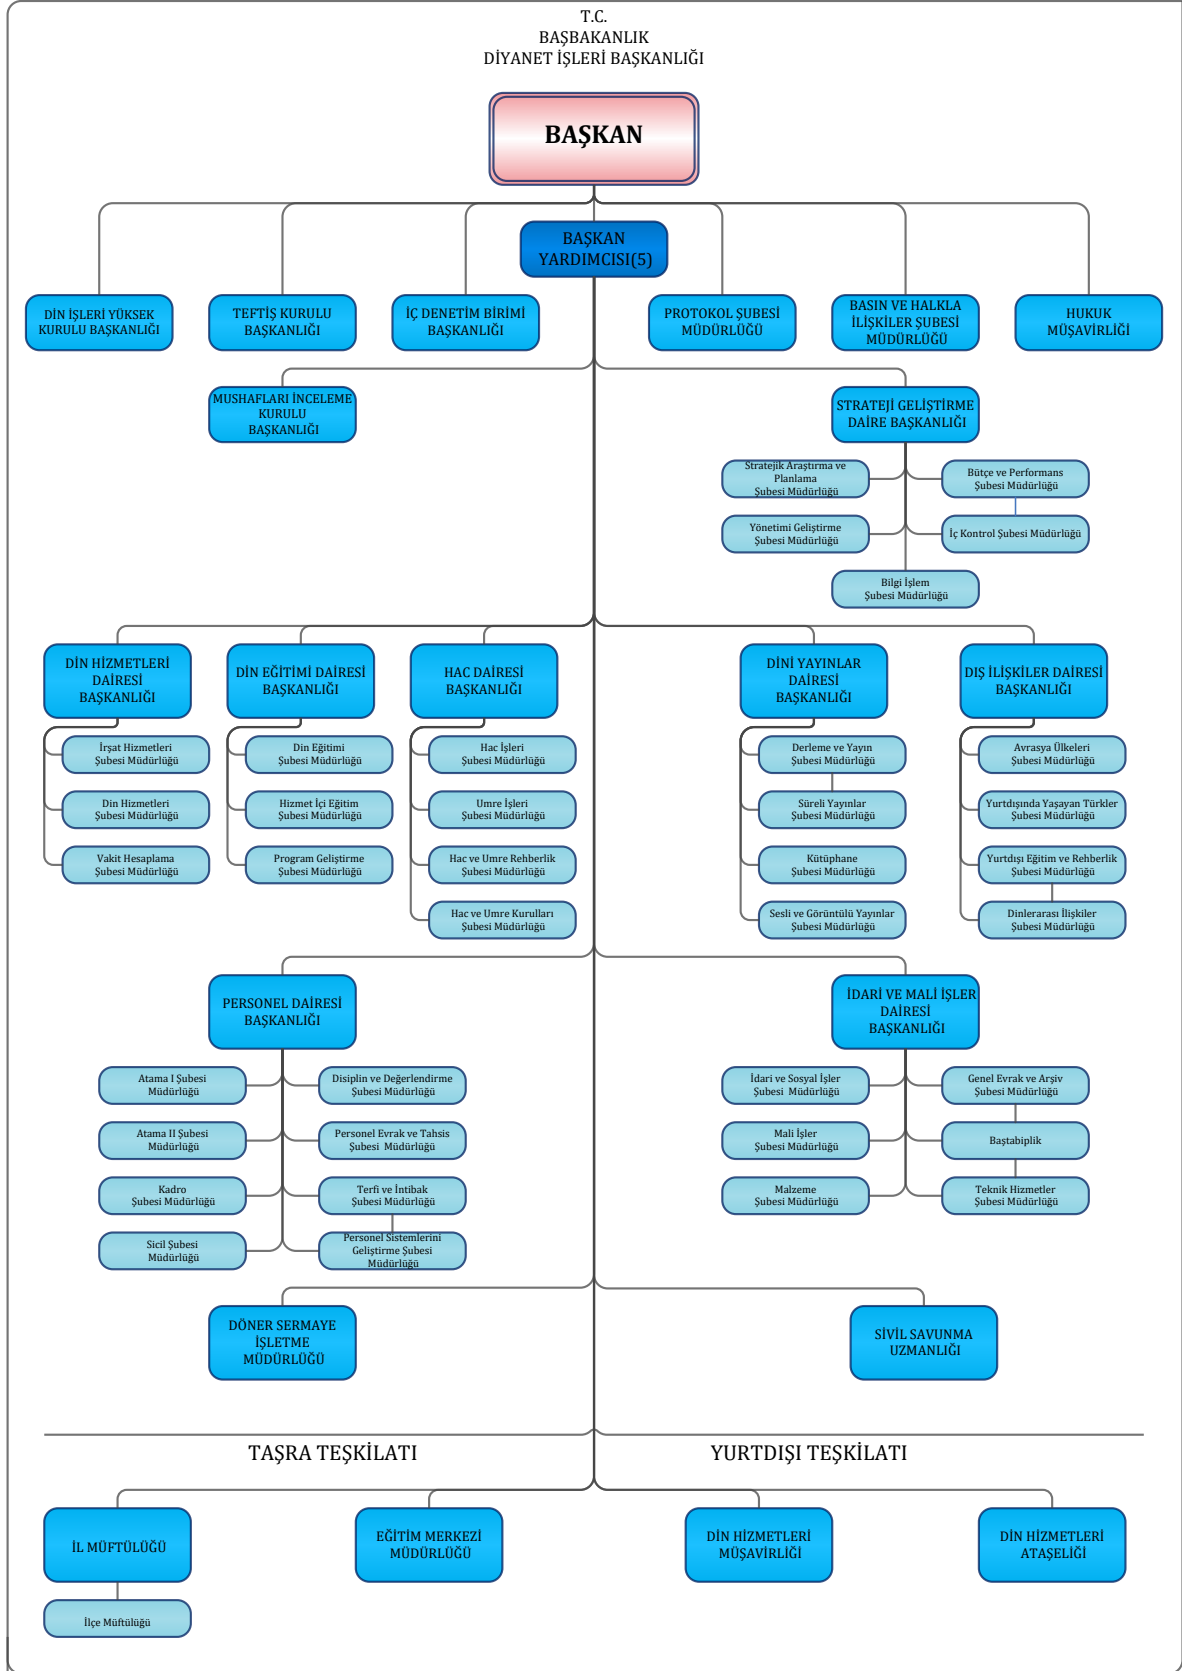 T.C.
BAŞBAKANLIK
DİYANET İŞLERİ BAŞKANLIĞI
BAŞKAN
BAŞKAN
YARDIMCISI(5)
DİN İŞLERİ YÜKSEK
KURULU BAŞKANLIĞI
TEFTİŞ KURULU
BAŞKANLIĞI
İÇ DENETİM BİRİMİ
BAŞKANLIĞI
PROTOKOL ŞUBESİ
MÜDÜRLÜĞÜ
BASIN VE HALKLA
İLİŞKİLER ŞUBESİ
MÜDÜRLÜĞÜ
HUKUK
MÜŞAVİRLİĞİ
MUSHAFLARI İNCELEME
KURULU
BAŞKANLIĞI
STRATEJİ GELİŞTİRME
DAİRE BAŞKANLIĞI
Stratejik Araştırma ve
Planlama
Şubesi Müdürlüğü
Bütçe ve Performans
Şubesi Müdürlüğü
Yönetimi Geliştirme
Şubesi Müdürlüğü
İç Kontrol Şubesi Müdürlüğü
Bilgi İşlem
Şubesi Müdürlüğü
DİN HİZMETLERİ
DAİRESİ
BAŞKANLIĞI
İrşat Hizmetleri
Şubesi Müdürlüğü
Din Hizmetleri
Şubesi Müdürlüğü
Vakit Hesaplama
Şubesi Müdürlüğü
DİN EĞİTİMİ DAİRESİ
BAŞKANLIĞI
Din Eğitimi
Şubesi Müdürlüğü
Hizmet İçi Eğitim
Şubesi Müdürlüğü
Program Geliştirme
Şubesi Müdürlüğü
HAC DAİRESİ
BAŞKANLIĞI
Hac İşleri
Şubesi Müdürlüğü
Umre İşleri
Şubesi Müdürlüğü
Hac ve Umre Rehberlik
Şubesi Müdürlüğü
Hac ve Umre Kurulları
Şubesi Müdürlüğü
DİNİ YAYINLAR
DAİRESİ
BAŞKANLIĞI
Derleme ve Yayın
Şubesi Müdürlüğü
Süreli Yayınlar
Şubesi Müdürlüğü
Kütüphane
Şubesi Müdürlüğü
Sesli ve Görüntülü Yayınlar
Şubesi Müdürlüğü
DIŞ İLİŞKİLER DAİRESİ
BAŞKANLIĞI
Avrasya Ülkeleri
Şubesi Müdürlüğü
Yurtdışında Yaşayan Türkler
Şubesi Müdürlüğü
Yurtdışı Eğitim ve Rehberlik
Şubesi Müdürlüğü
Dinlerarası İlişkiler
Şubesi Müdürlüğü
PERSONEL DAİRESİ
BAŞKANLIĞI
Atama I Şubesi
Müdürlüğü
Disiplin ve Değerlendirme
Şubesi Müdürlüğü
Atama II Şubesi
Müdürlüğü
Personel Evrak ve Tahsis
Şubesi Müdürlüğü
Kadro
Şubesi Müdürlüğü
Terfi ve İntibak
Şubesi Müdürlüğü
Sicil Şubesi
Müdürlüğü
Personel Sistemlerini
Geliştirme Şubesi
Müdürlüğü
İDARİ VE MALİ İŞLER
DAİRESİ
BAŞKANLIĞI
İdari ve Sosyal İşler
Şubesi Müdürlüğü
Genel Evrak ve Arşiv
Şubesi Müdürlüğü
Mali İşler
Şubesi Müdürlüğü
Baştabiplik
Malzeme
Şubesi Müdürlüğü
Teknik Hizmetler
Şubesi Müdürlüğü
DÖNER SERMAYE
İŞLETME
MÜDÜRLÜĞÜ
SİVİL SAVUNMA
UZMANLIĞI
TAŞRA TEŞKİLATI
YURTDIŞI TEŞKİLATI
İL MÜFTÜLÜĞÜ
EĞİTİM MERKEZİ
MÜDÜRLÜĞÜ
DİN HİZMETLERİ
MÜŞAVİRLİĞİ
DİN HİZMETLERİ
ATAŞELİĞİ
İlçe Müftülüğü